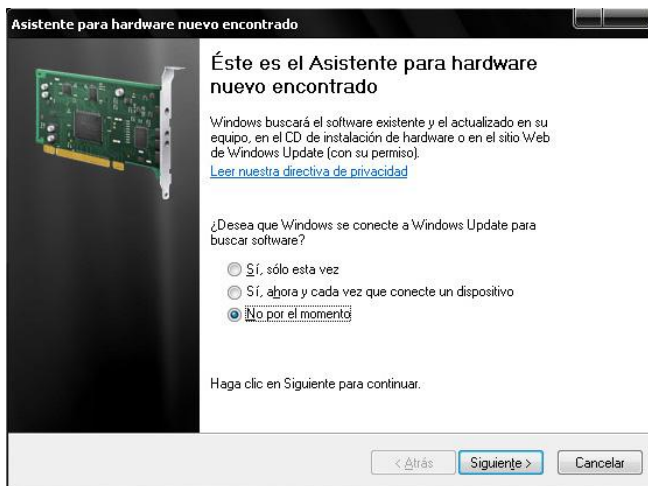 Asistente para hardware nuevo encontrado
Éste es el Asistente para hardware
nuevo encontrado
Windows buscará el software existente y el actualizado en su
equipo, en el CD de instalación de hardware o en el sitio Web
de Windows Update (con su permiso).
Leer nuestra directiva de privacidad
¿Desea que Windows se conecte a Windows Update para
buscar software?
Sí, sólo esta vez
Sí, ahora y cada vez que conecte un dispositivo
No por el momento
Haga clic en Siguiente para continuar.
< Atrás Siguiente > Cancelar